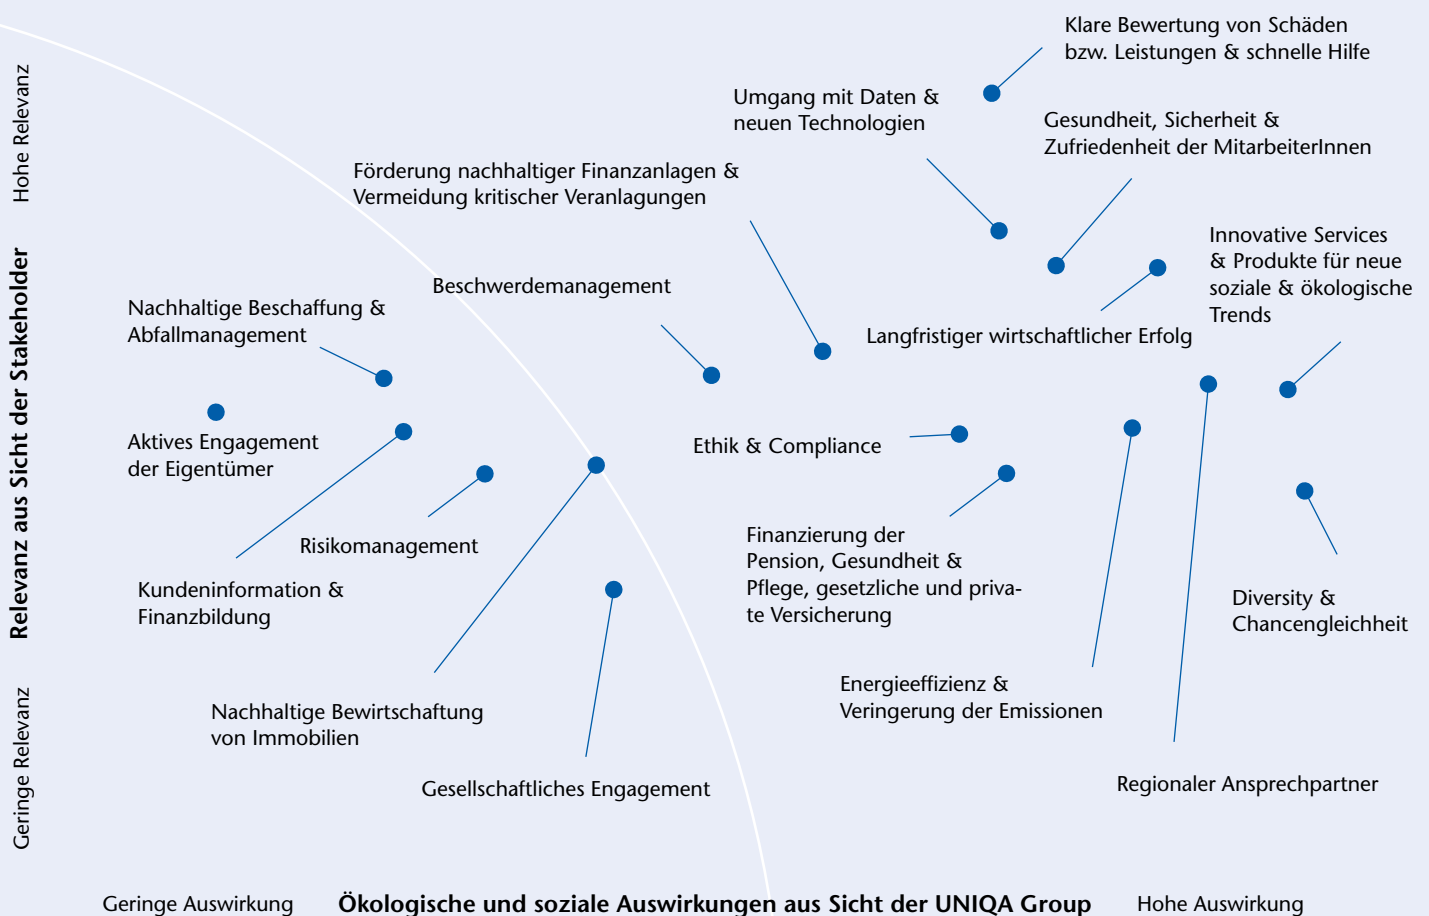 Klare Bewertung von Schäden
bzw. Leistungen & schnelle Hilfe
Umgang mit Daten &
neuen Technologien
Gesundheit, Sicherheit &
Zufriedenheit der MitarbeiterInnen
Förderung nachhaltiger Finanzanlagen &
Vermeidung kritischer Veranlagungen
Innovative Services
& Produkte für neue
soziale & ökologische
Trends
Beschwerdemanagement
Nachhaltige Beschaffung &
Abfallmanagement
Langfristiger wirtschaftlicher Erfolg
Aktives Engagement
der Eigentümer
Ethik & Compliance
Risikomanagement
Finanzierung der
Pension, Gesundheit &
Pflege, gesetzliche und priva-
te Versicherung
Kundeninformation &
Finanzbildung
Diversity &
Chancengleichheit
Energieeffizienz &
Veringerung der Emissionen
Nachhaltige Bewirtschaftung
von Immobilien
Gesellschaftliches Engagement
Regionaler Ansprechpartner
Hohe Relevanz
Relevanz aus Sicht der Stakeholder
Geringe Relevanz
Geringe Auswirkung
Ökologische und soziale Auswirkungen aus Sicht der UNIQA Group
Hohe Auswirkung